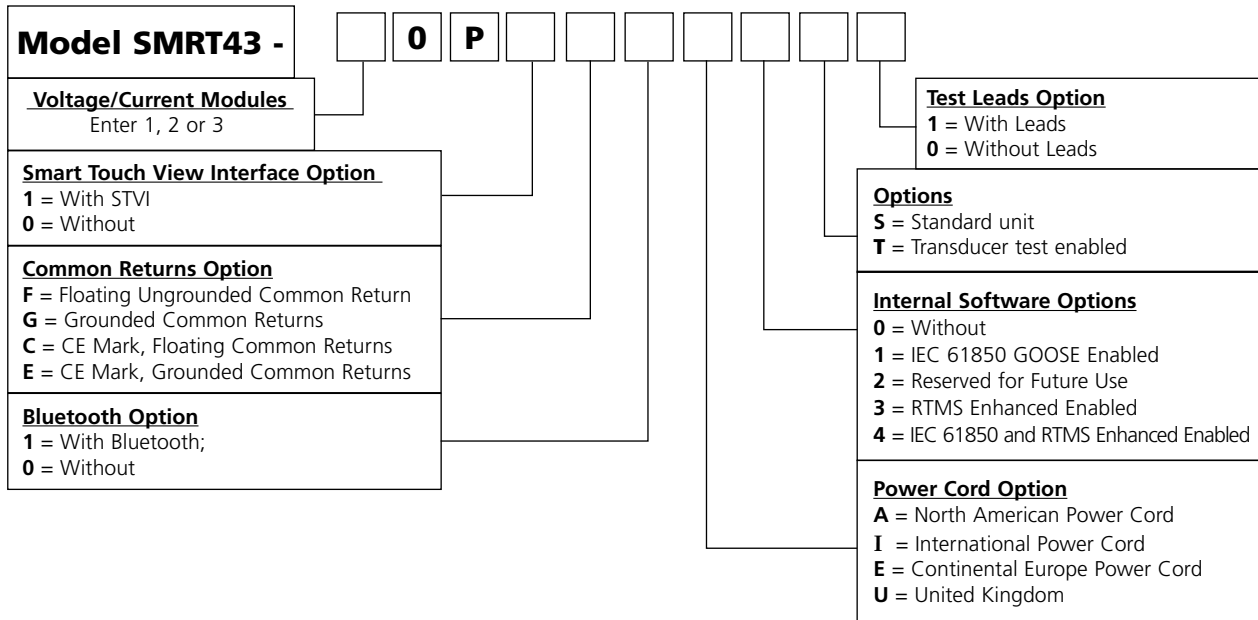 Model SMRT43 - 0 P
Voltage/Current Modules
Enter 1, 2 or 3
Smart Touch View Interface Option
1 = With STVI
0 = Without
Common Returns Option
F = Floating Ungrounded Common Return
G = Grounded Common Returns
C = CE Mark, Floating Common Returns
E = CE Mark, Grounded Common Returns
Bluetooth Option
1 = With Bluetooth;
0 = Without
Test Leads Option
1 = With Leads
0 = Without Leads
Options
S = Standard unit
T = Transducer test enabled
Internal Software Options
0 = Without
1 = IEC 61850 GOOSE Enabled
2 = Reserved for Future Use
3 = RTMS Enhanced Enabled
4 = IEC 61850 and RTMS Enhanced Enabled
Power Cord Option
A = North American Power Cord
I = International Power Cord
E = Continental Europe Power Cord
U = United Kingdom